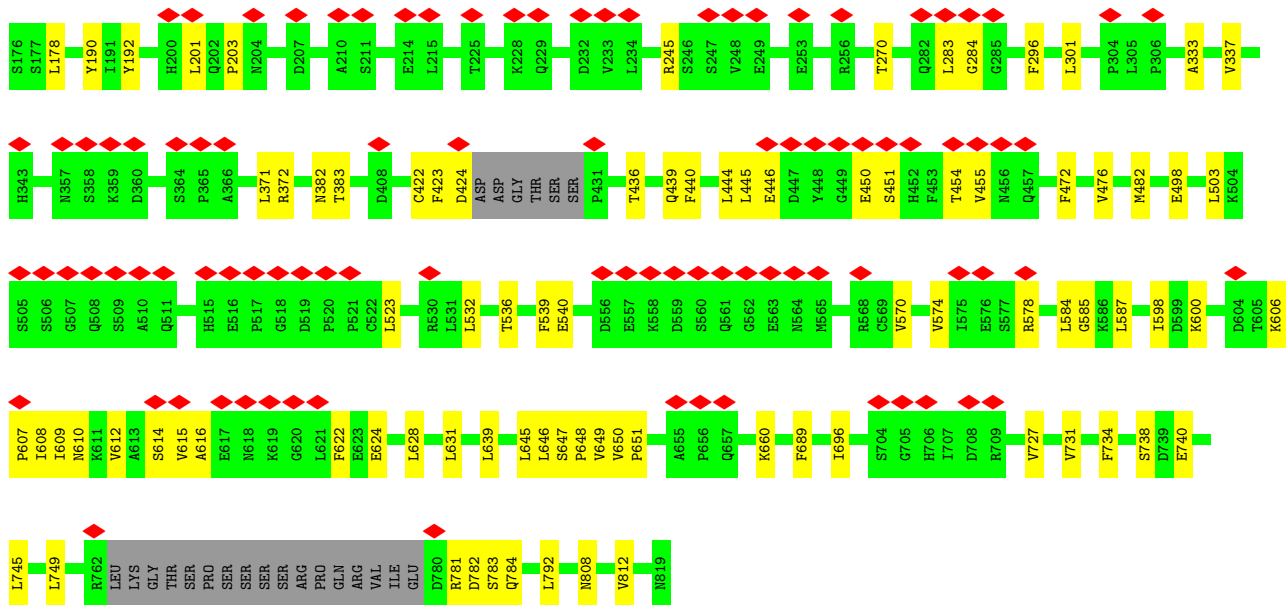 S176 S177 L178 Y190 I191 Y192 H200 L201 Q202 P203 N204 D207 A210 S211 E214 L215 T225 K228 Q229 D232 V233 L234 R245 S246 S247 V248 E249 E253 R256 T270 Q282 L283 G284 G285 F296 L301 P304 L305 P306 A333 V337
H343 N357 S358 K359 D360 S364 P365 A366 L371 R372 N382 T383 D408 C422 F423 D424 ASP ASP GLY THR SER SER P431 T436 Q439 F440 L444 L445 E446 D447 Y448 G449 E450 S451 H452 F453 T454 V455 N456 Q457 F472 V476 M482 E498 L503 K504
S505 S506 G507 Q508 S509 A510 Q511 H515 E516 P517 G518 D519 P520 P521 C522 L523 R530 L531 L532 T536 F539 E540 D556 E557 K558 D559 S560 Q561 G562 E563 N564 M565 R568 C569 V570 V574 I575 E576 S577 R578 L584 G585 K586 L587 I598 D599 K600 D604 T605 K606
P607 I608 I609 N610 K611 V612 A613 S614 V615 A616 E617 N618 K619 G620 L621 F622 E623 E624 L628 L631 L639 L645 L646 S647 P648 V649 V650 P651 A655 P656 Q657 K660 F689 I696 S704 G705 H706 I707 D708 R709 V727 V731 F734 S738 D739 E740
L745 L749 R762 LEU LYS GLY THR SER PRO SER SER SER SER ARG PRO GLN ARG VAL ILE GLU D780 R781 D782 S783 Q784 L792 N808 V812 N819